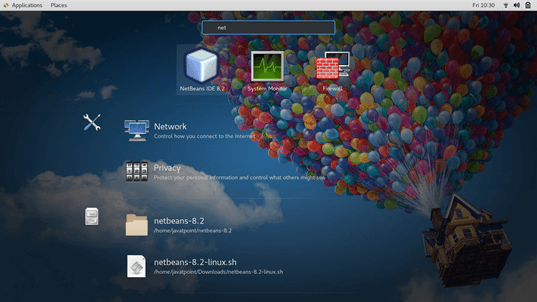 Applications Places Fri 20:30
net
NetBeans IDE 8.2 System Monitor Firewall
Network
Control how you connect to the Internet
Privacy
Protect your personal information and control what others might see
netbeans-8.2
/home/javatpoint/netbeans-8.2
netbeans-8.2-linux.sh
/home/javatpoint/Downloads/netbeans-8.2-linux.sh